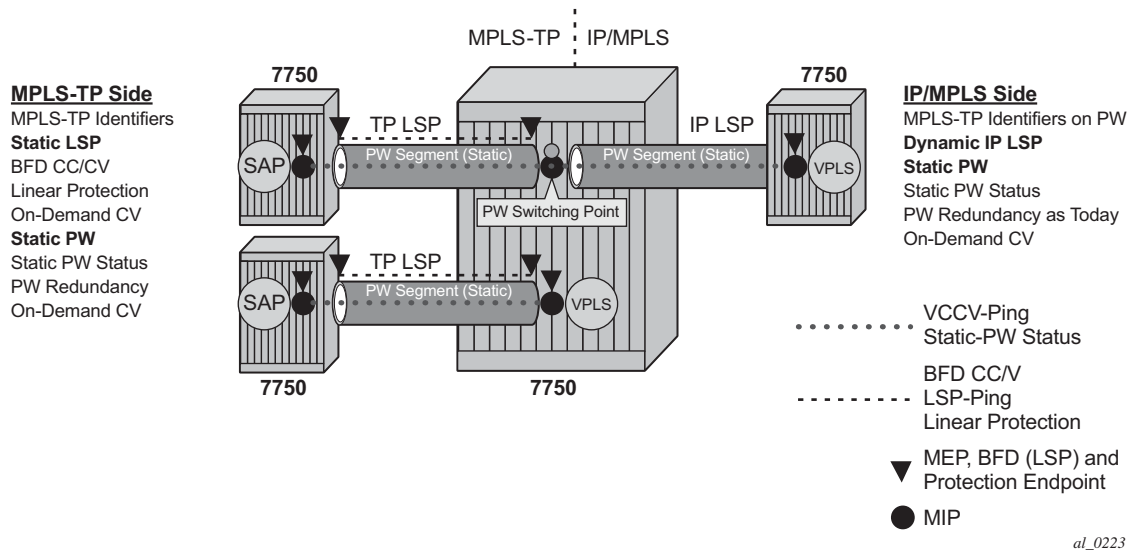 MPLS-TP IP/MPLS
7750
7750
MPLS-TP Side
MPLS-TP Identifiers
Static LSP
BFD CC/CV
Linear Protection
On-Demand CV
Static PW
Static PW Status
PW Redundancy
On-Demand CV
TP LSP
IP LSP
SAP
PW Segment (Static)
PW Segment (Static)
VPLS
PW Switching Point
TP LSP
SAP
PW Segment (Static)
VPLS
7750
7750
IP/MPLS Side
MPLS-TP Identifiers on PW
Dynamic IP LSP
Static PW
Static PW Status
PW Redundancy as Today
On-Demand CV
VCCV-Ping
Static-PW Status
BFD CC/V
LSP-Ping
Linear Protection
MEP, BFD (LSP) and
Protection Endpoint
MIP
al_0223